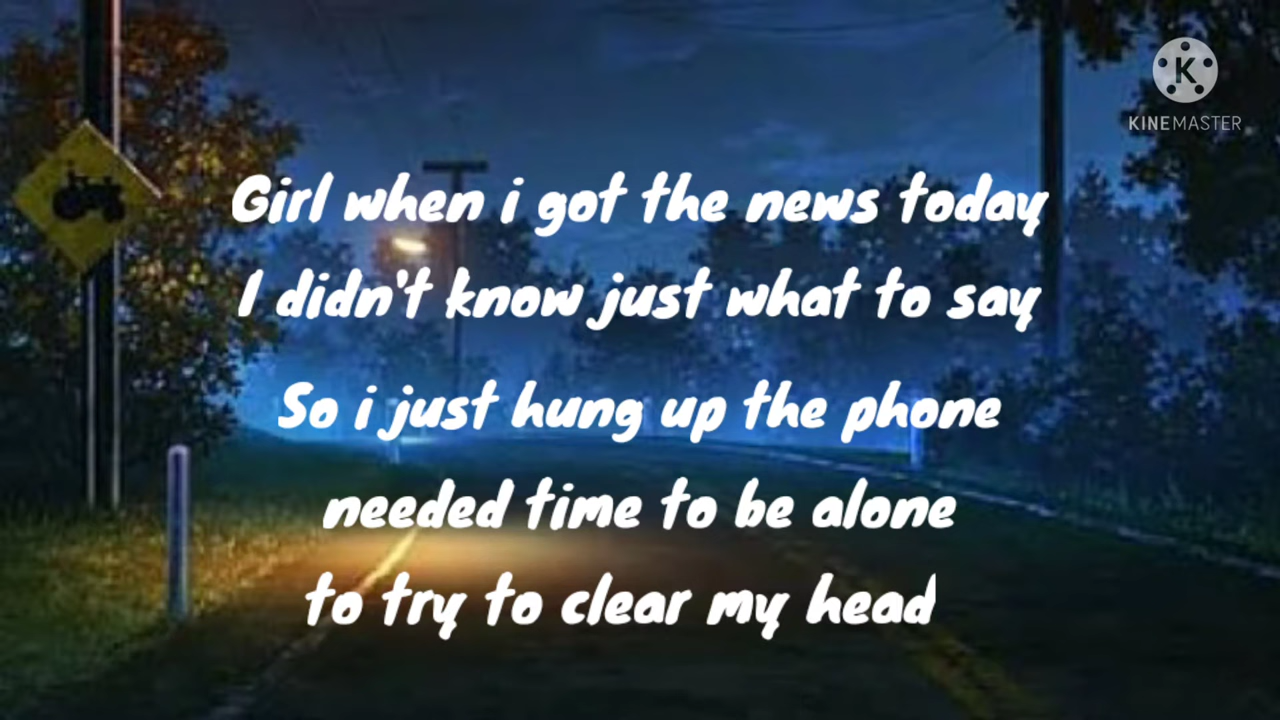 KINEMASTER
Girl when i got the news today
I didn't know just what to say
So i just hung up the phone
needed time to be alone
to try to clear my head